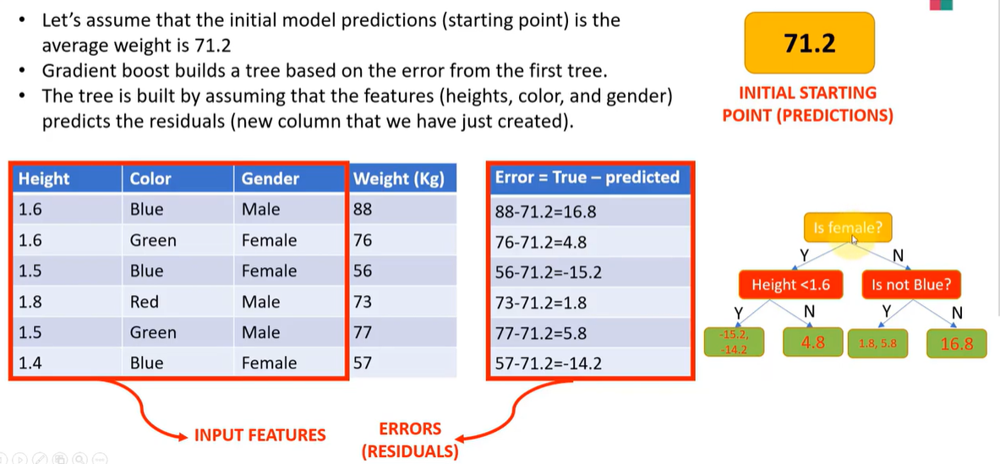 • Let's assume that the initial model predictions (starting point) is the
average weight is 71.2
• Gradient boost builds a tree based on the error from the first tree.
• The tree is built by assuming that the features (heights, color, and gender)
predicts the residuals (new column that we have just created).
71.2
INITIAL STARTING
POINT (PREDICTIONS)
Height Color Gender Weight (Kg)
1.6 Blue Male 88
1.6 Green Female 76
1.5 Blue Female 56
1.8 Red Male 73
1.5 Green Male 77
1.4 Blue Female 57
Error = True – predicted
88-71.2=16.8
76-71.2=4.8
56-71.2=-15.2
73-71.2=1.8
77-71.2=5.8
57-71.2=-14.2
Is female?
Y N
Height <1.6 Is not Blue?
Y N Y N
-15.2,
-14.2
4.8
1.8, 5.8
16.8
INPUT FEATURES
ERRORS
(RESIDUALS)